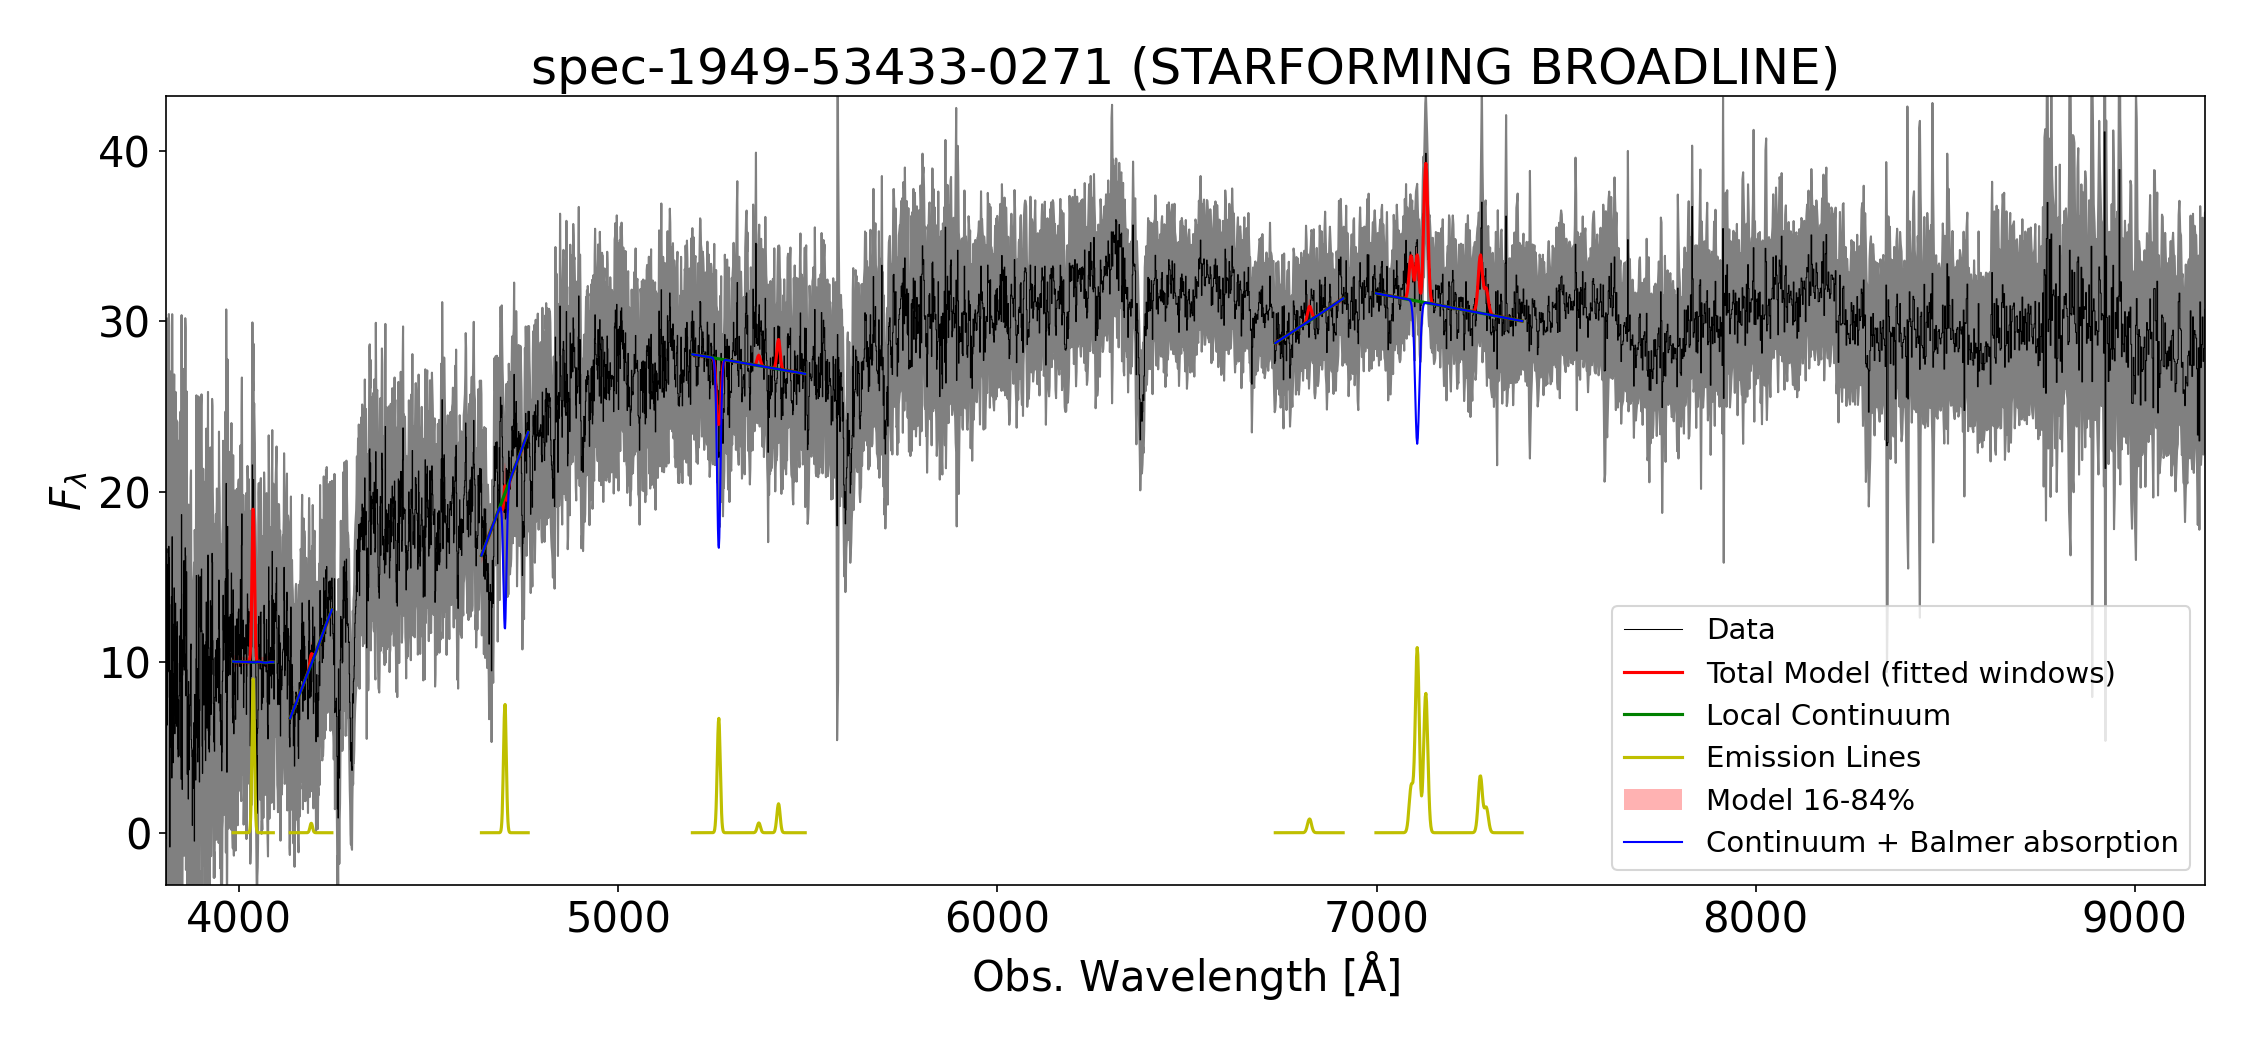 spec-1949-53433-0271 (STARFORMING BROADLINE)
40
30
20
10
0
Fλ
4000 5000 6000 7000 8000 9000
Obs. Wavelength [Å]
Data
Total Model (fitted windows)
Local Continuum
Emission Lines
Model 16-84%
Continuum + Balmer absorption